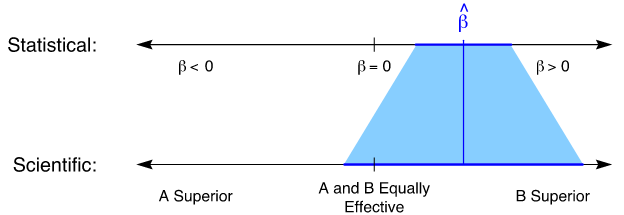 β̂
Statistical:
β < 0
β = 0
β > 0
Scientific:
A Superior
A and B Equally
Effective
B Superior